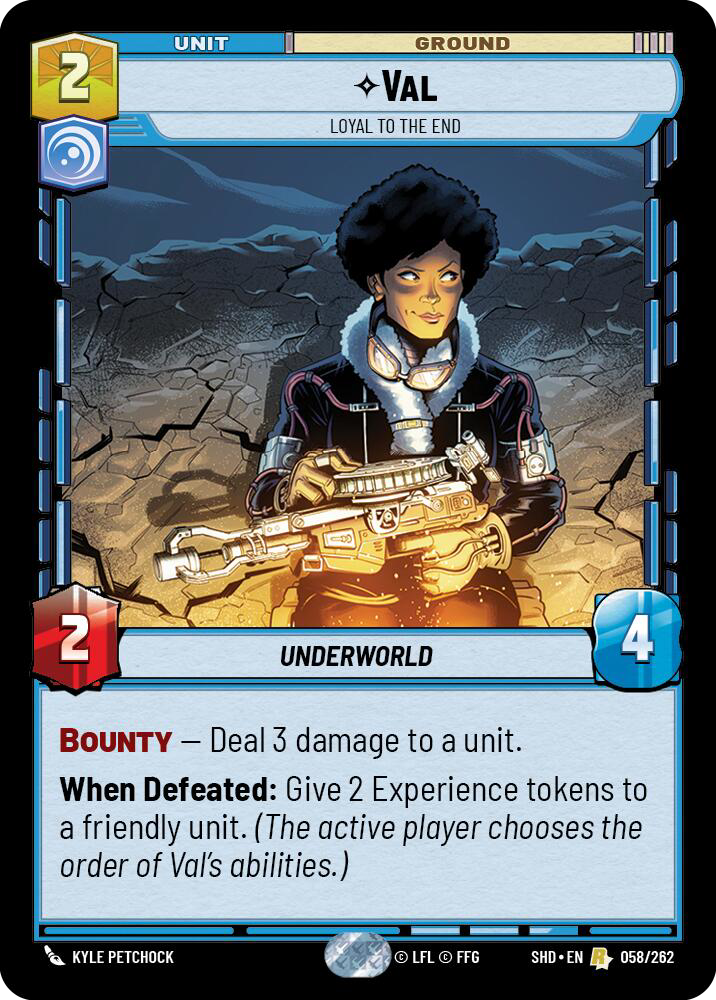 UNIT
GROUND
2
✧VAL
LOYAL TO THE END
2
UNDERWORLD
4
BOUNTY — Deal 3 damage to a unit.
When Defeated: Give 2 Experience tokens to
a friendly unit. (The active player chooses the
order of Val's abilities.)
KYLE PETCHOCK
© LFL © FFG
SHD • EN R 058/262